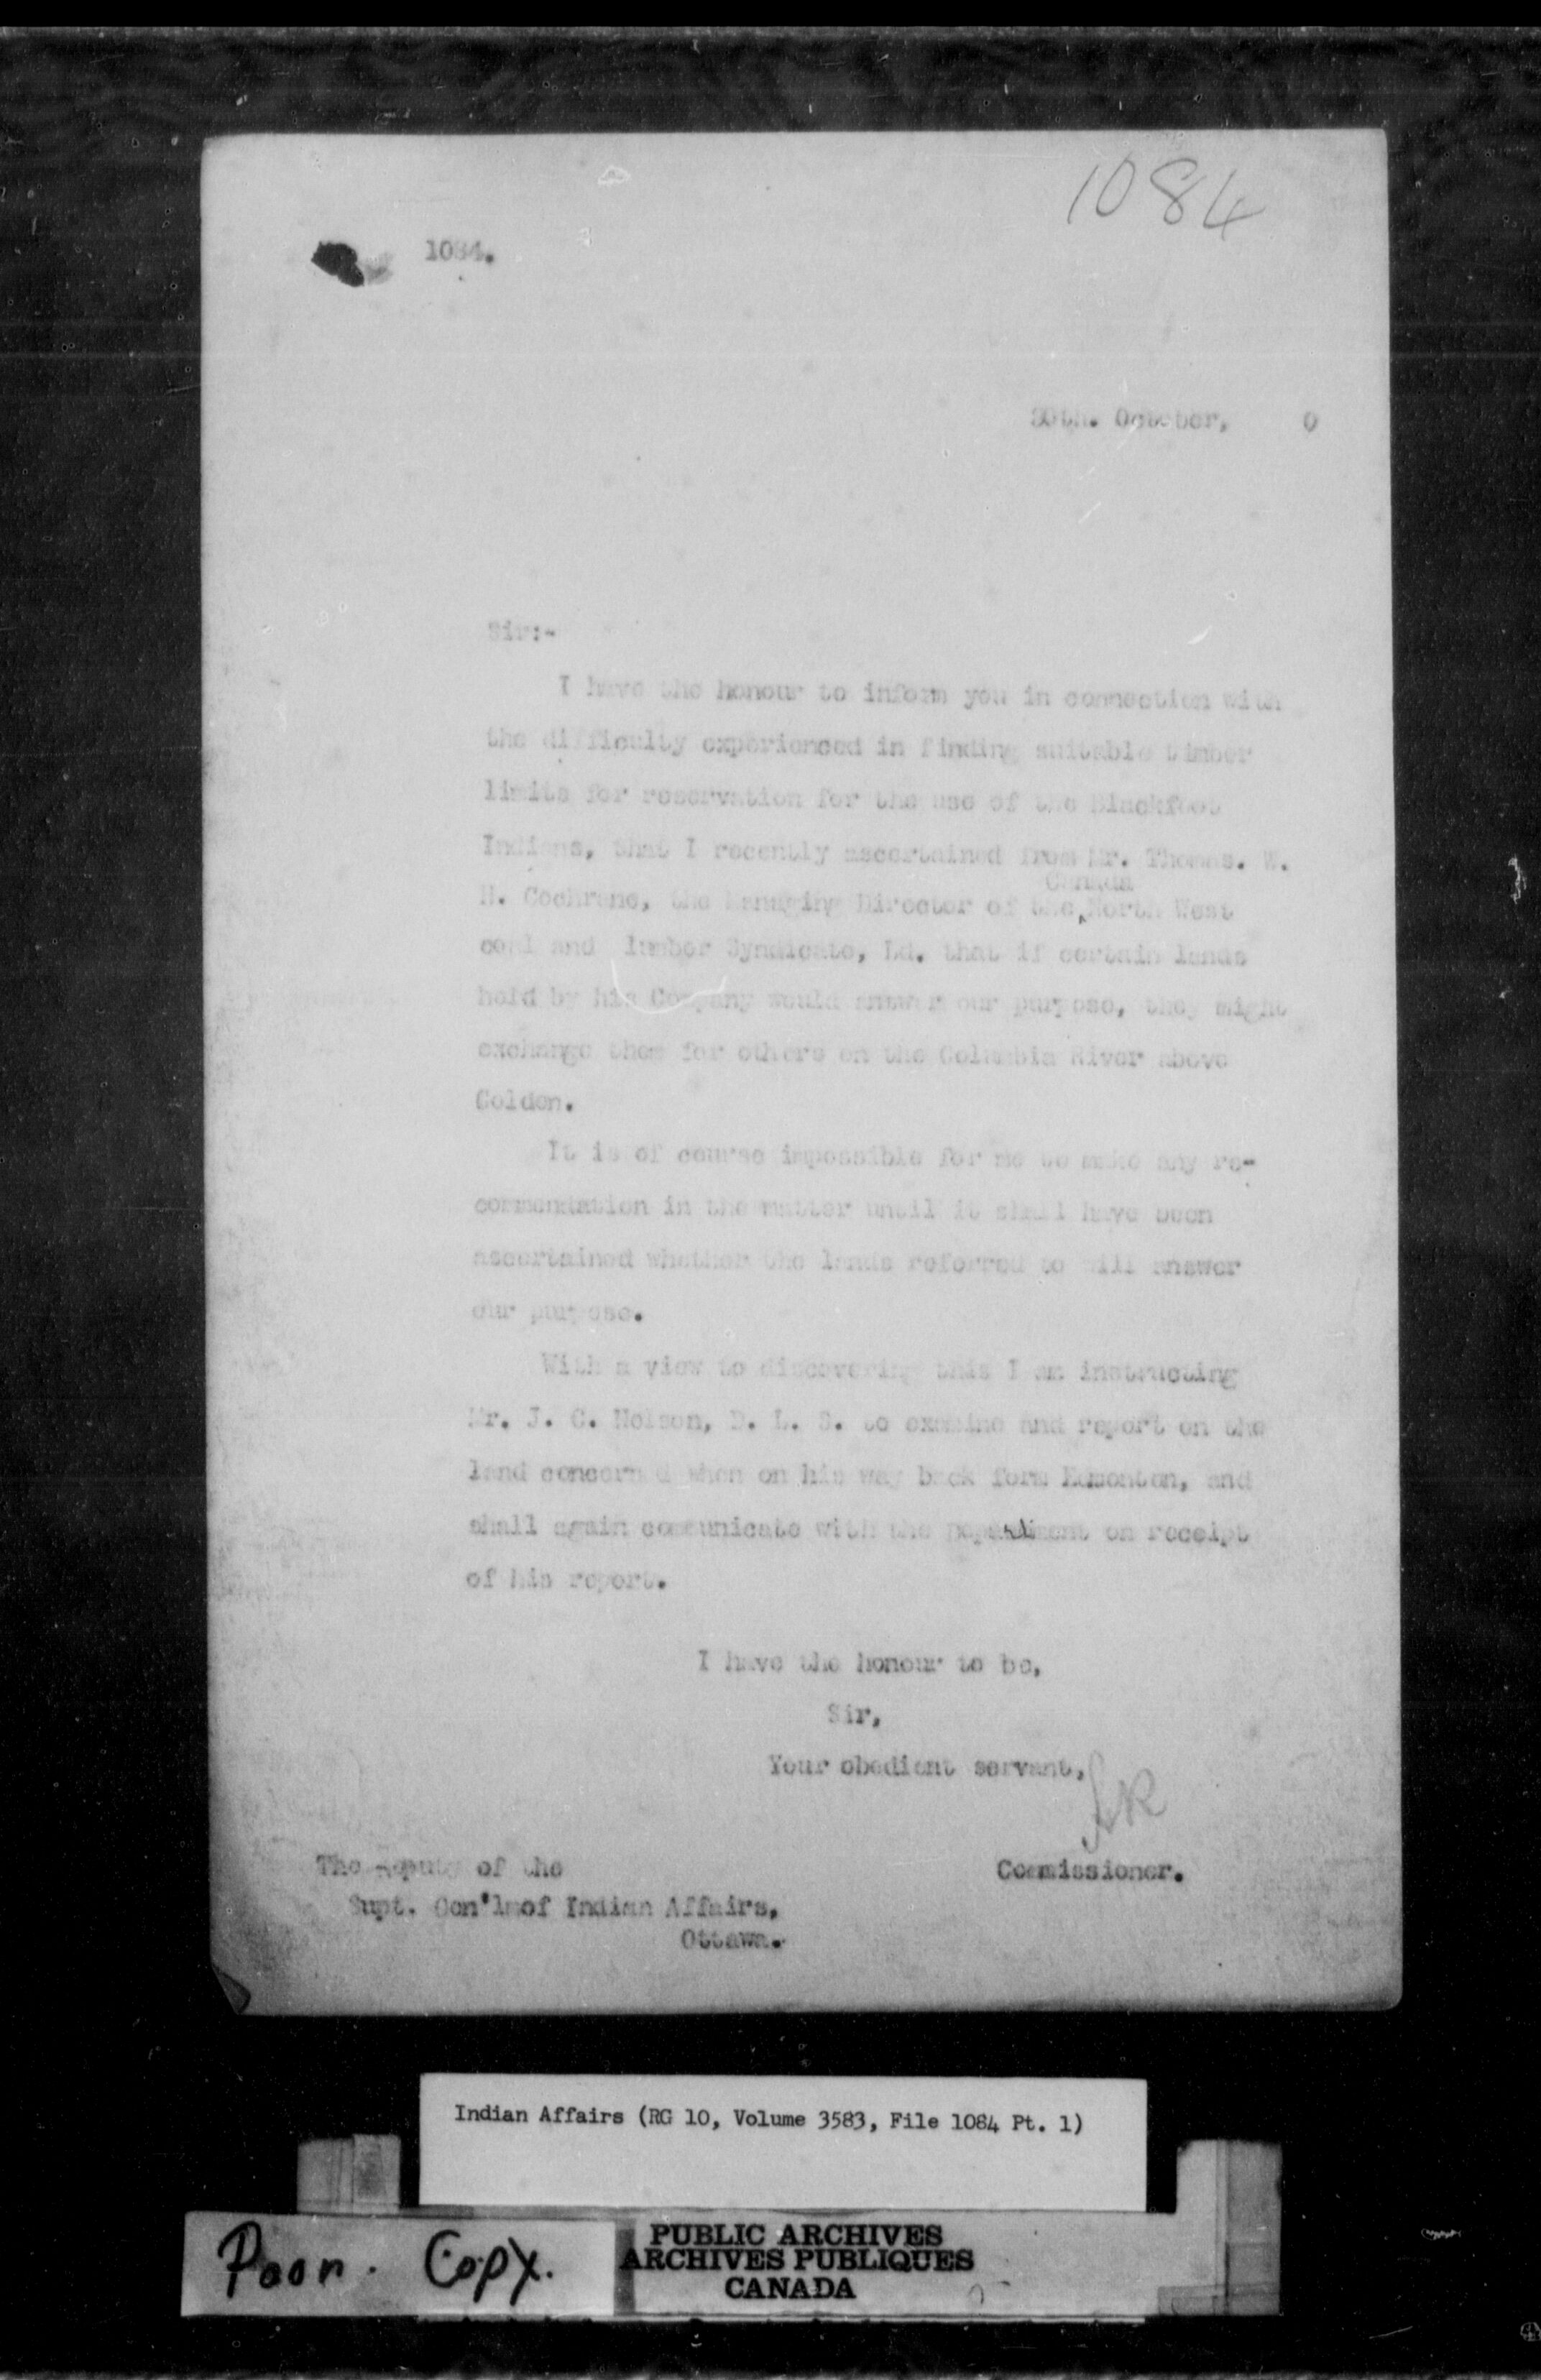 1084
1084.
30th. October, 0
Sir:-
I have the honour to inform you in connection with
the difficulty experienced in finding suitable timber
limits for reservation for the use of the Blackfoot
Indians, that I recently ascertained from Mr. Thomas. W.
Canadian
H. Cochrane, the Managing Director of the North West
coal and lumber Syndicate, Ld. that if certain lands
held by his Company would answer our purpose, they might
exchange them for others on the Columbia River above
Golden.
It is of course impossible for me to make any re-
commendation in the matter until it shall have been
ascertained whether the lands referred to will answer
our purpose.
With a view to discovering this I am instructing
Mr. J. C. Nelson, D. L. S. to examine and report on the
land concerned when on his way back form Edmonton, and
shall again communicate with the Department on receipt
of his report.
I have the honour to be,
Sir,
Your obedient servant,
Commissioner.
The Deputy of the
Supt. Gen'lmof Indian Affairs,
Ottawa.
Indian Affairs (RG 10, Volume 3583, File 1084 Pt. 1)
Poor. Copy.
PUBLIC ARCHIVES
ARCHIVES PUBLIQUES
CANADA